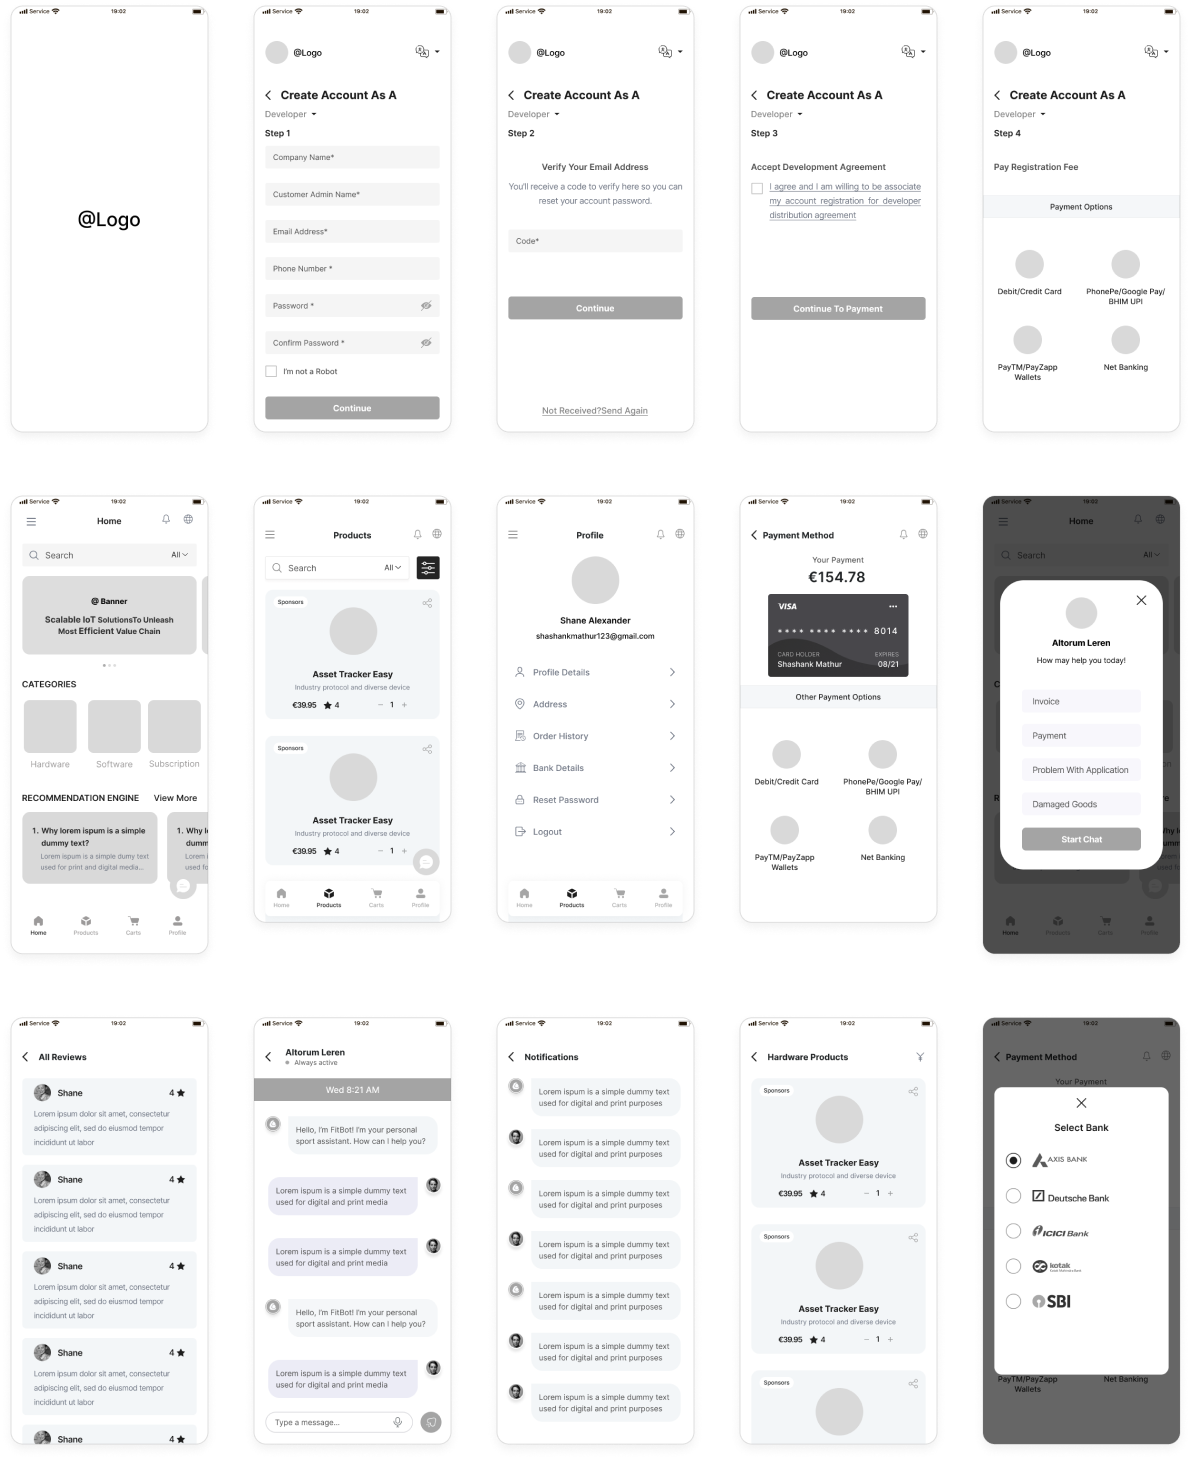 Service 19:02
@Logo
Service 19:02
@Logo
Create Account As A
Developer
Step 1
Company Name*
Customer Admin Name*
Email Address*
Phone Number *
Password *
Confirm Password *
I'm not a Robot
Continue
Service 19:02
@Logo
Create Account As A
Developer
Step 2
Verify Your Email Address
You'll receive a code to verify here so you can
reset your account password.
Code*
Continue
Not Received?Send Again
Service 19:02
@Logo
Create Account As A
Developer
Step 3
Accept Development Agreement
I agree and I am willing to be associate
my account registration for developer
distribution agreement
Continue To Payment
Service 19:02
@Logo
Create Account As A
Developer
Step 4
Pay Registration Fee
Payment Options
Debit/Credit Card
PhonePe/Google Pay/
BHIM UPI
PayTM/PayZapp
Wallets
Net Banking
Service 19:02
Home
Search All
@ Banner
Scalable IoT SolutionsTo Unleash
Most Efficient Value Chain
CATEGORIES
Hardware Software Subscription
RECOMMENDATION ENGINE View More
1. Why lorem ispum is a simple
dummy text?
Lorem ispum is a simple dumy text
used for print and digital media...
1. Why l
dumm
Lorem i
used fo
Home Products Carts Profile
Service 19:02
Products
Search All
Sponsors
Asset Tracker Easy
Industry protocol and diverse device
€39.95 4 − 1 +
Sponsors
Asset Tracker Easy
Industry protocol and diverse device
€39.95 4 − 1 +
Home Products Carts Profile
Service 19:02
Profile
Shane Alexander
shashankmathur123@gmail.com
Profile Details
Address
Order History
Bank Details
Reset Password
Logout
Home Products Carts Profile
Service 19:02
Payment Method
Your Payment
€154.78
VISA
**** **** **** 8014
CARD HOLDER EXPIRES
Shashank Mathur 08/21
Other Payment Options
Debit/Credit Card
PhonePe/Google Pay/
BHIM UPI
PayTM/PayZapp
Wallets
Net Banking
Service 19:02
Home
Search All
Altorum Leren
How may help you today!
Invoice
Payment
Problem With Application
Damaged Goods
Start Chat
Home Products Carts Profile
Service 19:02
All Reviews
Shane 4
Lorem ipsum dolor sit amet, consectetur
adipiscing elit, sed do eiusmod tempor
incididunt ut labor
Shane 4
Lorem ipsum dolor sit amet, consectetur
adipiscing elit, sed do eiusmod tempor
incididunt ut labor
Shane 4
Lorem ipsum dolor sit amet, consectetur
adipiscing elit, sed do eiusmod tempor
incididunt ut labor
Shane 4
Lorem ipsum dolor sit amet, consectetur
adipiscing elit, sed do eiusmod tempor
incididunt ut labor
Shane 4
Service 19:02
Altorum Leren
Always active
Wed 8:21 AM
Hello, I'm FitBot! I'm your personal
sport assistant. How can I help you?
Lorem ispum is a simple dummy text
used for digital and print media
Lorem ispum is a simple dummy text
used for digital and print media
Hello, I'm FitBot! I'm your personal
sport assistant. How can I help you?
Lorem ispum is a simple dummy text
used for digital and print media
Type a message...
Service 19:02
Notifications
Lorem ispum is a simple dummy text
used for digital and print purposes
Lorem ispum is a simple dummy text
used for digital and print purposes
Lorem ispum is a simple dummy text
used for digital and print purposes
Lorem ispum is a simple dummy text
used for digital and print purposes
Lorem ispum is a simple dummy text
used for digital and print purposes
Lorem ispum is a simple dummy text
used for digital and print purposes
Lorem ispum is a simple dummy text
used for digital and print purposes
Service 19:02
Hardware Products
Sponsors
Asset Tracker Easy
Industry protocol and diverse device
€39.95 4 − 1 +
Sponsors
Asset Tracker Easy
Industry protocol and diverse device
€39.95 4 − 1 +
Sponsors
Service 19:02
Payment Method
Your Payment
Select Bank
AXIS BANK
Deutsche Bank
ICICI Bank
kotak
SBI
PayTM/PayZapp
Wallets
Net Banking